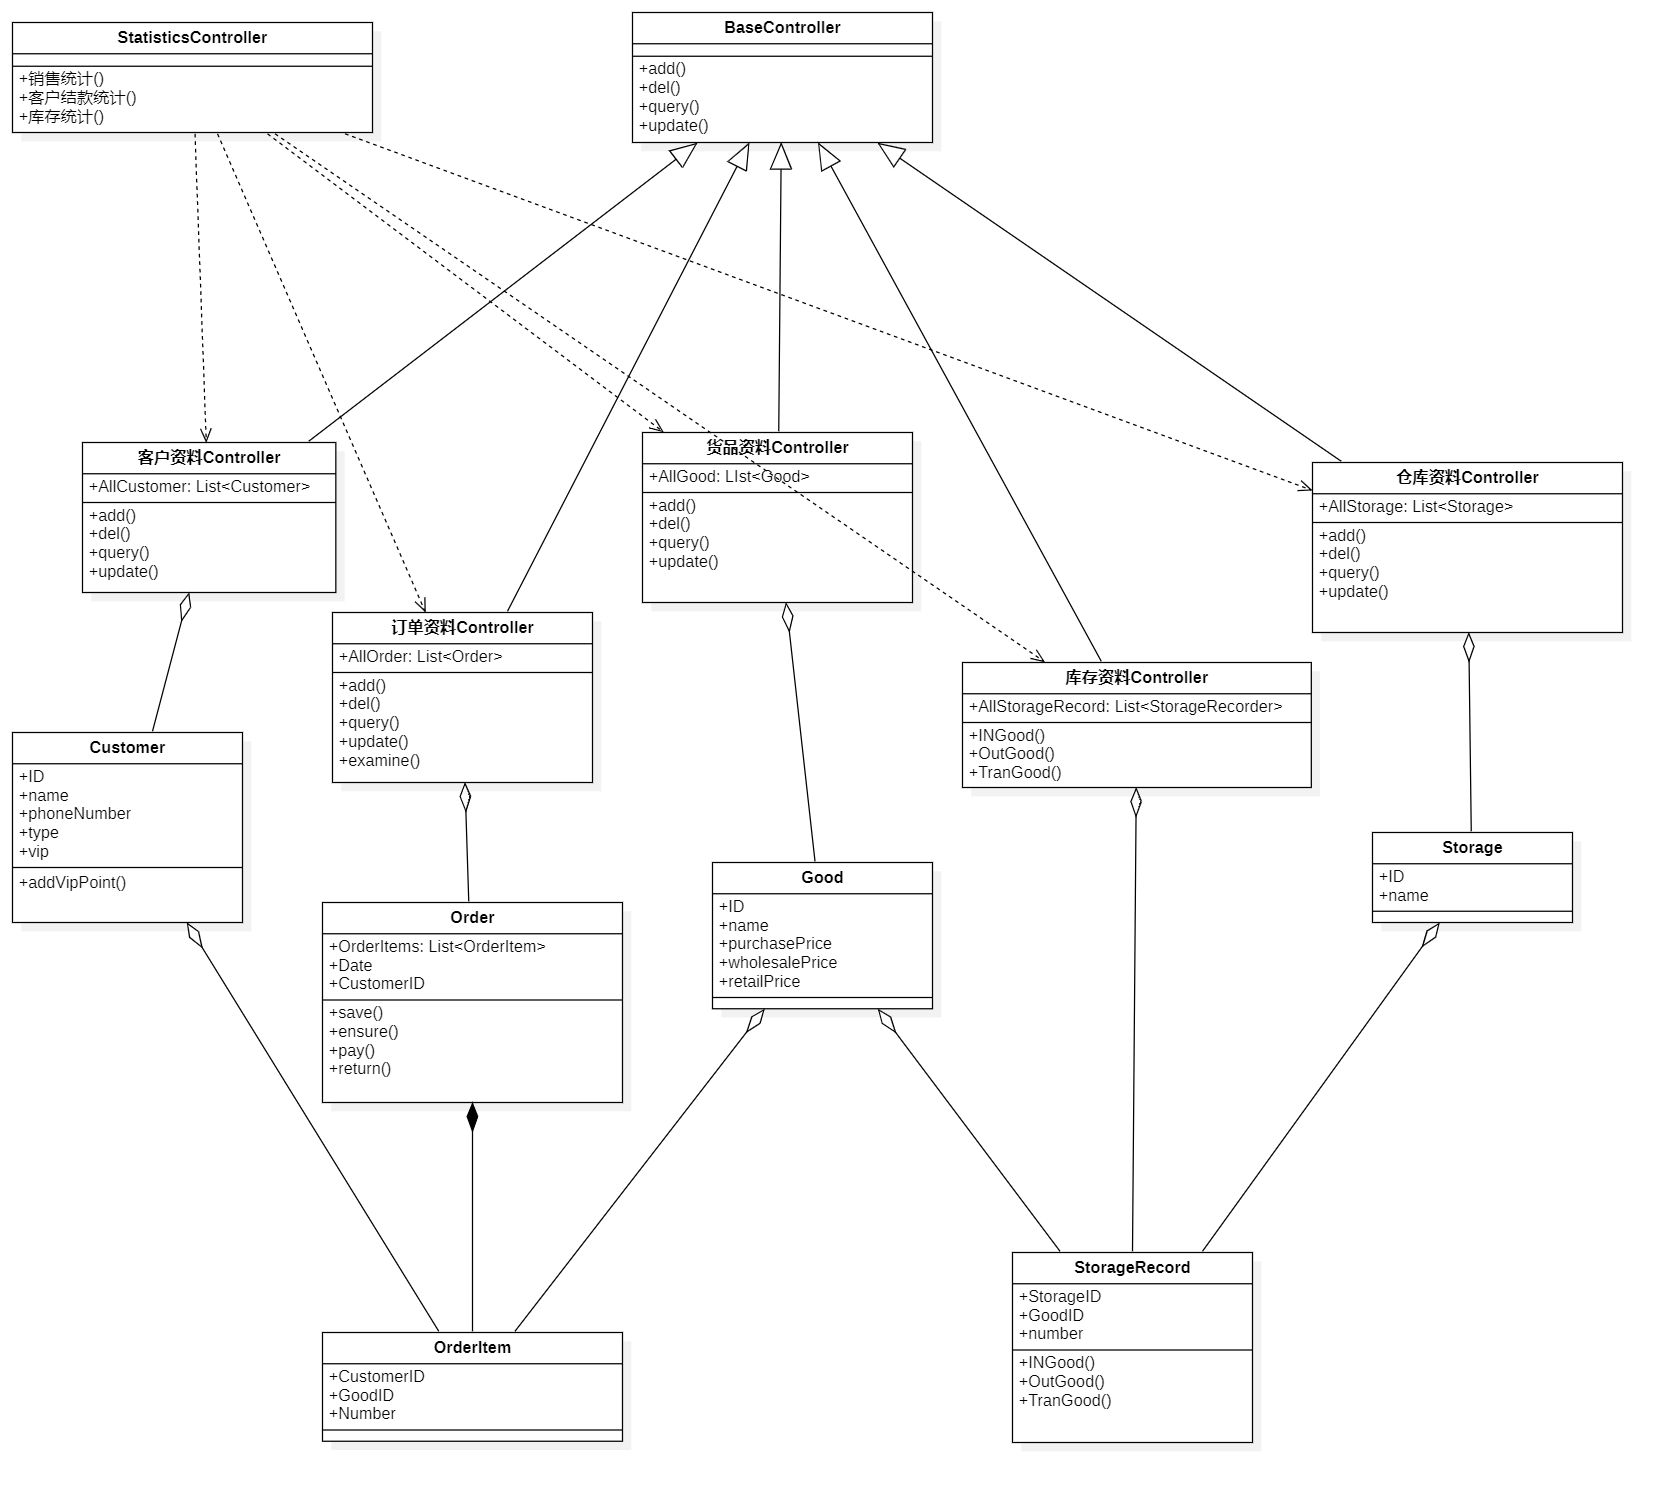 StatisticsController
+销售统计()
+客户结款统计()
+库存统计()
BaseController
+add()
+del()
+query()
+update()
客户资料Controller
+AllCustomer: List<Customer>
+add()
+del()
+query()
+update()
订单资料Controller
+AllOrder: List<Order>
+add()
+del()
+query()
+update()
+examine()
货品资料Controller
+AllGood: LIst<Good>
+add()
+del()
+query()
+update()
库存资料Controller
+AllStorageRecord: List<StorageRecorder>
+INGood()
+OutGood()
+TranGood()
仓库资料Controller
+AllStorage: List<Storage>
+add()
+del()
+query()
+update()
Customer
+ID
+name
+phoneNumber
+type
+vip
+addVipPoint()
Order
+OrderItems: List<OrderItem>
+Date
+CustomerID
+save()
+ensure()
+pay()
+return()
Good
+ID
+name
+purchasePrice
+wholesalePrice
+retailPrice
Storage
+ID
+name
OrderItem
+CustomerID
+GoodID
+Number
StorageRecord
+StorageID
+GoodID
+number
+INGood()
+OutGood()
+TranGood()